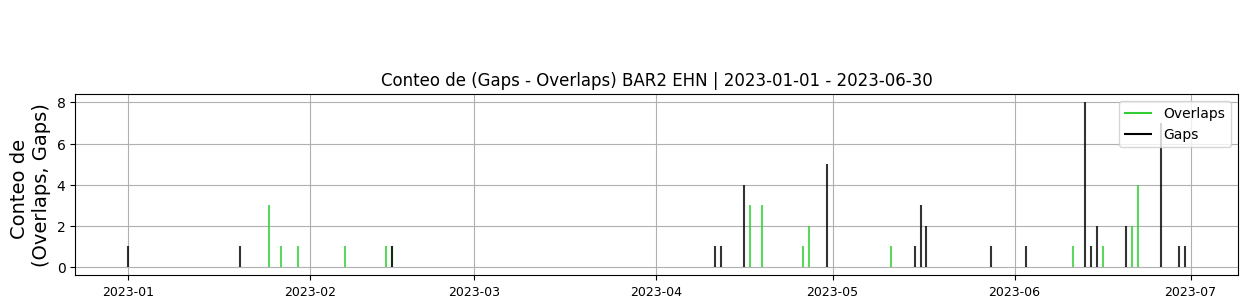 Conteo de (Gaps - Overlaps) BAR2 EHN | 2023-01-01 - 2023-06-30
Conteo de
(Overlaps, Gaps)
8
6
4
2
0
Overlaps
Gaps
2023-01 2023-02 2023-03 2023-04 2023-05 2023-06 2023-07